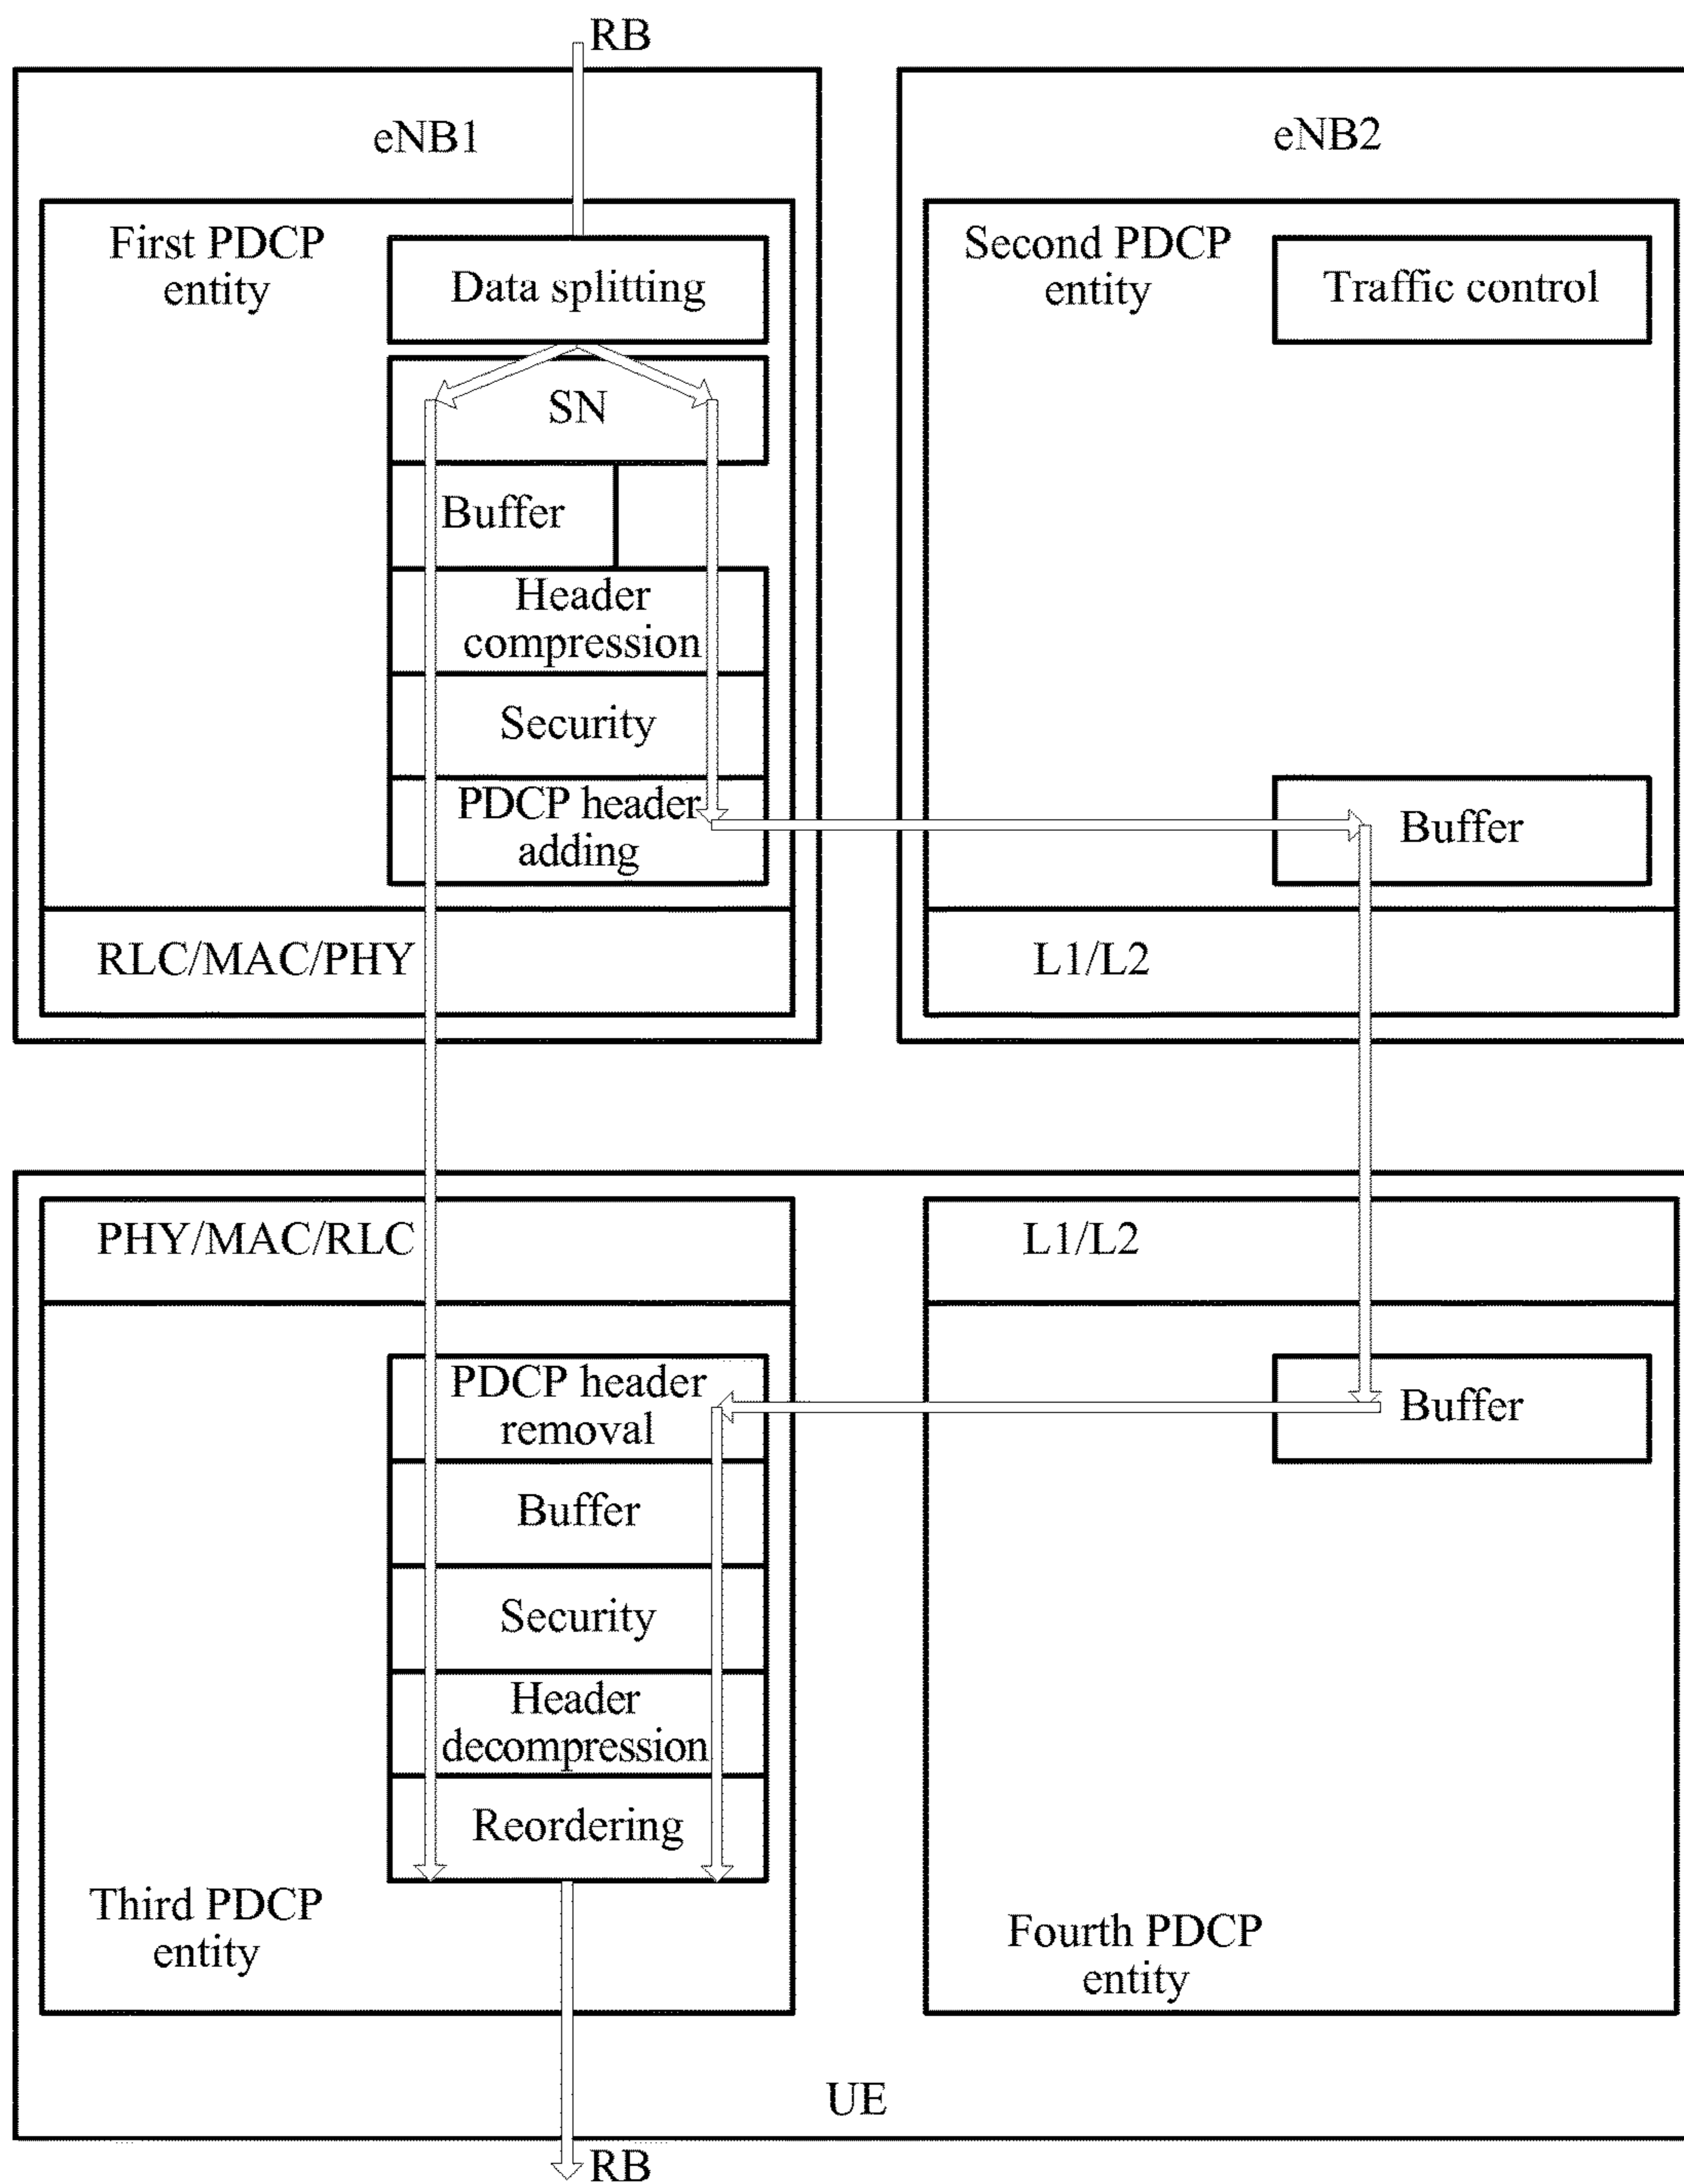 RB
eNB1
First PDCP
entity
Data splitting
SN
Buffer
Header
compression
Security
PDCP header
adding
RLC/MAC/PHY
eNB2
Second PDCP
entity
Traffic control
Buffer
L1/L2
PHY/MAC/RLC
PDCP header
removal
Buffer
Security
Header
decompression
Reordering
Third PDCP
entity
L1/L2
Buffer
Fourth PDCP
entity
UE
RB